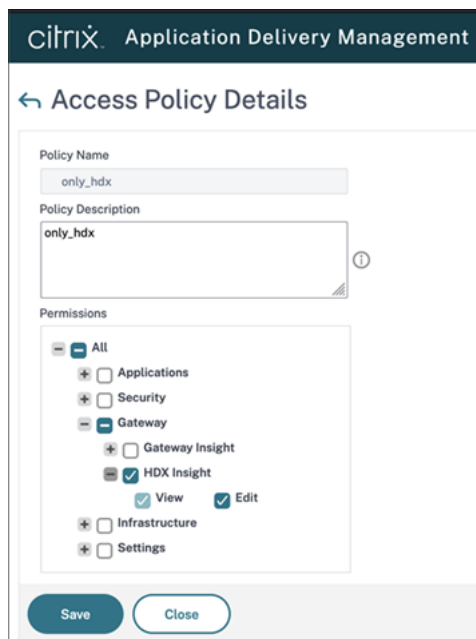 citrix. Application Delivery Management
Access Policy Details
Policy Name
only_hdx
Policy Description
only_hdx
Permissions
All
Applications
Security
Gateway
Gateway Insight
HDX Insight
View Edit
Infrastructure
Settings
Save Close